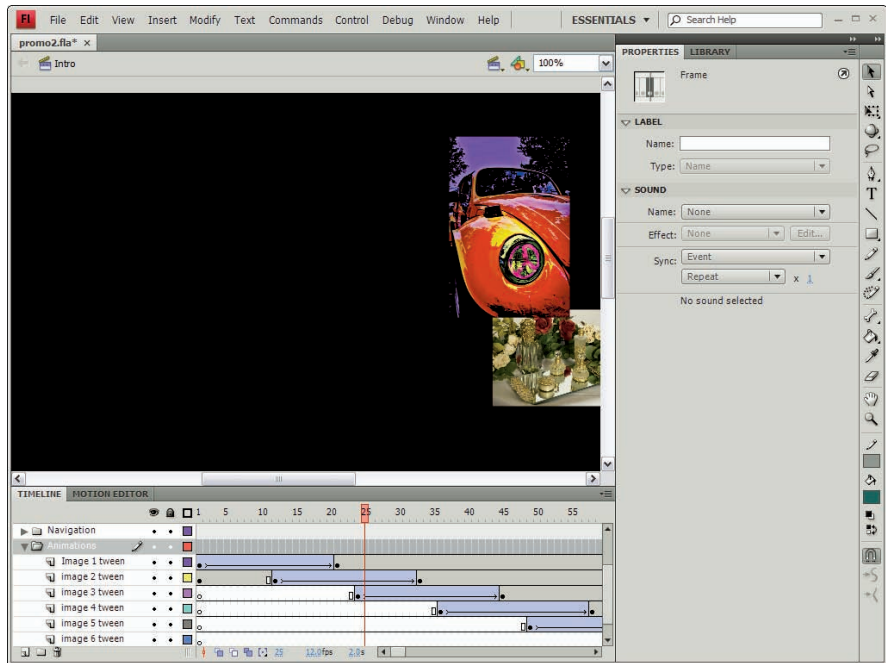 Fl File Edit View Insert Modify Text Commands Control Debug Window Help ESSENTIALS Search Help
promo2.fla* ×
Intro 100%
PROPERTIES LIBRARY
Frame
LABEL
Name:
Type: Name
SOUND
Name: None
Effect: None Edit...
Sync: Event
Repeat x 1
No sound selected
T
TIMELINE MOTION EDITOR
1 5 10 15 20 25 30 35 40 45 50 55
Navigation
Animations
Image 1 tween
image 2 tween
image 3 tween
image 4 tween
image 5 tween
image 6 tween
25 12.0fps 2.0s